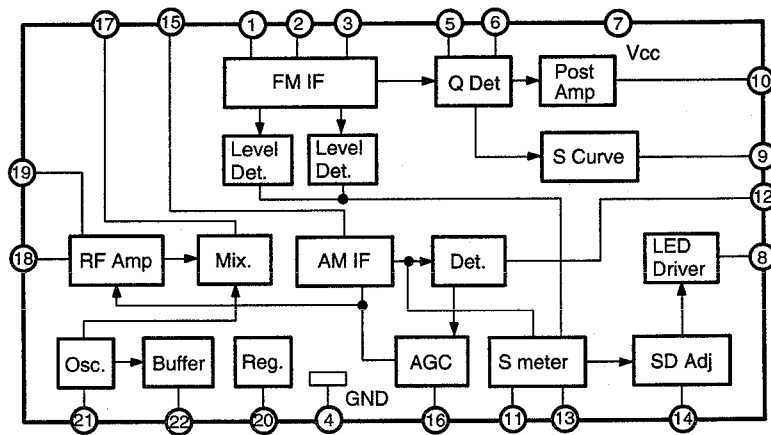 17 15 1 2 3 5 6 7
Vcc
FM IF
Q Det
Post
Amp
10
Level
Det.
Level
Det.
S Curve
9
19
12
18
RF Amp
Mix.
AM IF
Det.
LED
Driver
8
Osc.
Buffer
Reg.
GND
AGC
S meter
SD Adj
21 22 20 4 16 11 13 14